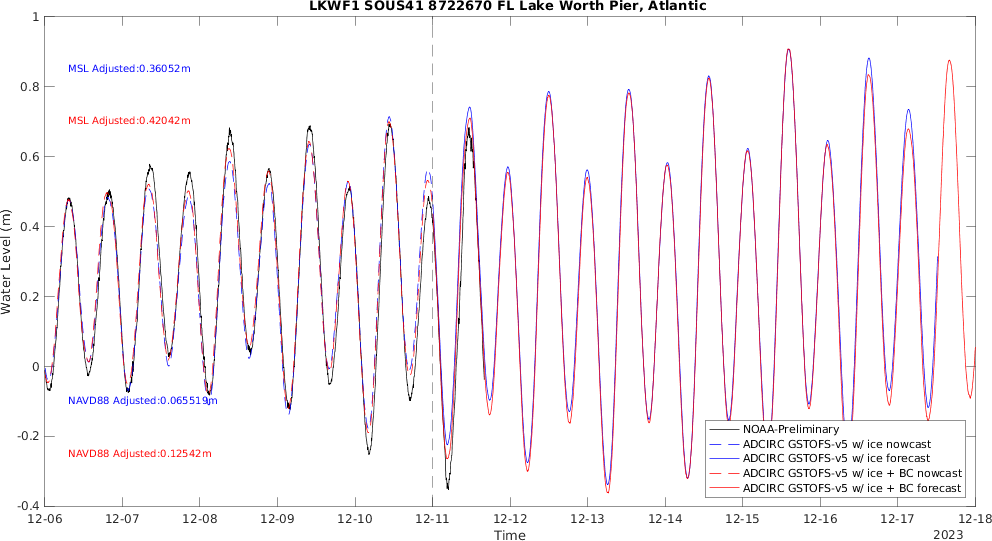 LKWF1 SOUS41 8722670 FL Lake Worth Pier, Atlantic
1
0.8
0.6
0.4
0.2
0
-0.2
-0.4
Water Level (m)
MSL Adjusted:0.36052m
MSL Adjusted:0.42042m
NAVD88 Adjusted:0.065519m
NAVD88 Adjusted:0.12542m
NOAA-Preliminary
ADCIRC GSTOFS-v5 w/ ice nowcast
ADCIRC GSTOFS-v5 w/ ice forecast
ADCIRC GSTOFS-v5 w/ ice + BC nowcast
ADCIRC GSTOFS-v5 w/ ice + BC forecast
12-06 12-07 12-08 12-09 12-10 12-11 12-12 12-13 12-14 12-15 12-16 12-17 12-18
Time
2023